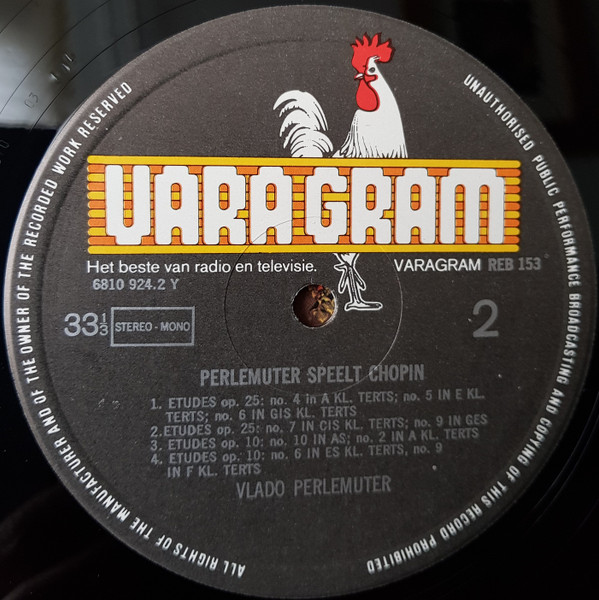 VARAGRAM
Het beste van radio en televisie.
VARAGRAM REB 153
6810 924.2 Y
33 1/3
STEREO - MONO
2
PERLEMUTER SPEELT CHOPIN
1. ETUDES op. 25: no. 4 in A KL. TERTS; no. 5 IN E KL.
TERTS; no. 6 IN GIS KL. TERTS
2. ETUDES op. 25: no. 7 IN CIS KL. TERTS; no. 9 IN GES
3. ETUDES op. 10: no. 10 IN AS; no. 2 IN A KL. TERTS
4. ETUDES op. 10: no. 6 IN ES KL. TERTS, no. 9
IN F KL. TERTS
VLADO PERLEMUTER
ALL RIGHTS OF THE MANUFACTURER AND OF THE OWNER OF THE RECORDED WORK RESERVED
UNAUTHORISED PUBLIC PERFORMANCE BROADCASTING AND COPYING OF THIS RECORD PROHIBITED